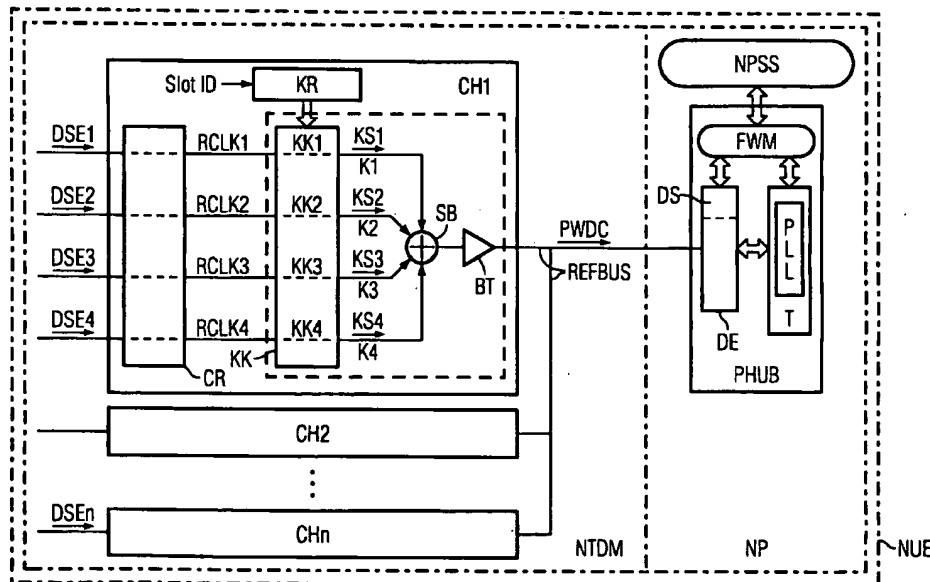 Slot ID
KR
CH1
NPSS
DSE1
RCLK1
KK1
KS1
K1
FWM
DSE2
RCLK2
KK2
KS2
K2
SB
DS
PWDC
P
L
L
T
DSE3
RCLK3
KK3
KS3
K3
BT
REFBUS
DSE4
RCLK4
KK4
KS4
K4
KK
DE
CR
PHUB
CH2
DSEn
CHn
NTDM
NP
NUE